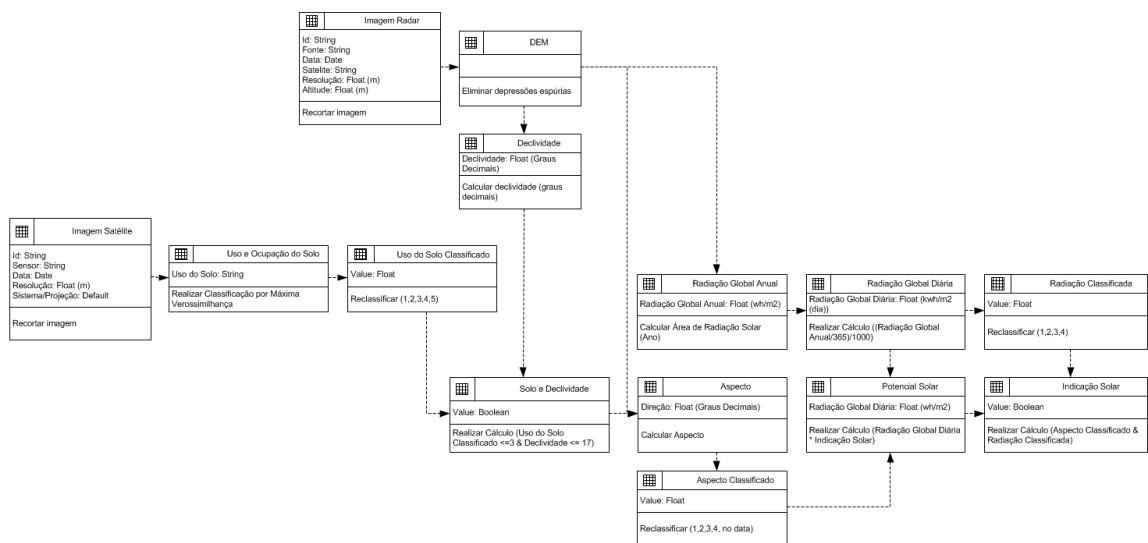 Imagem Radar
Id: String
Fonte: String
Data: Date
Satelite: String
Resolução: Float (m)
Altitude: Float (m)
Recortar imagem
DEM
Eliminar depressões espúrias
Declividade
Declividade: Float (Graus
Decimais)
Calcular declividade (graus
decimais)
Imagem Satélite
Id: String
Sensor: String
Data: Date
Resolução: Float (m)
Sistema/Projeção: Default
Recortar imagem
Uso e Ocupação do Solo
Uso do Solo: String
Realizar Classificação por Máxima
Verossimilhança
Uso do Solo Classificado
Value: Float
Reclassificar (1,2,3,4,5)
Solo e Declividade
Value: Boolean
Realizar Cálculo (Uso do Solo
Classificado <=3 & Declividade <= 17)
Radiação Global Anual
Radiação Global Anual: Float (wh/m2)
Calcular Área de Radiação Solar
(Ano)
Radiação Global Diária
Radiação Global Diária: Float (kwh/m2
(dia))
Realizar Cálculo ((Radiação Global
Anual/365)/1000)
Radiação Classificada
Value: Float
Reclassificar (1,2,3,4)
Aspecto
Direção: Float (Graus Decimais)
Calcular Aspecto
Potencial Solar
Radiação Global Diária: Float (wh/m2)
Realizar Cálculo (Radiação Global Diária
* Indicação Solar)
Indicação Solar
Value: Boolean
Realizar Cálculo (Aspecto Classificado &
Radiação Classificada)
Aspecto Classificado
Value: Float
Reclassificar (1,2,3,4, no data)